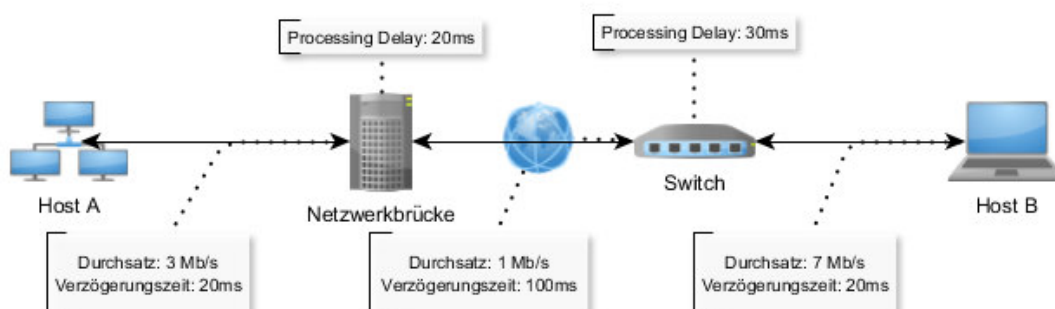 Processing Delay: 20ms
Processing Delay: 30ms
Host A
Netzwerkbrücke
Switch
Host B
Durchsatz: 3 Mb/s
Verzögerungszeit: 20ms
Durchsatz: 1 Mb/s
Verzögerungszeit: 100ms
Durchsatz: 7 Mb/s
Verzögerungszeit: 20ms